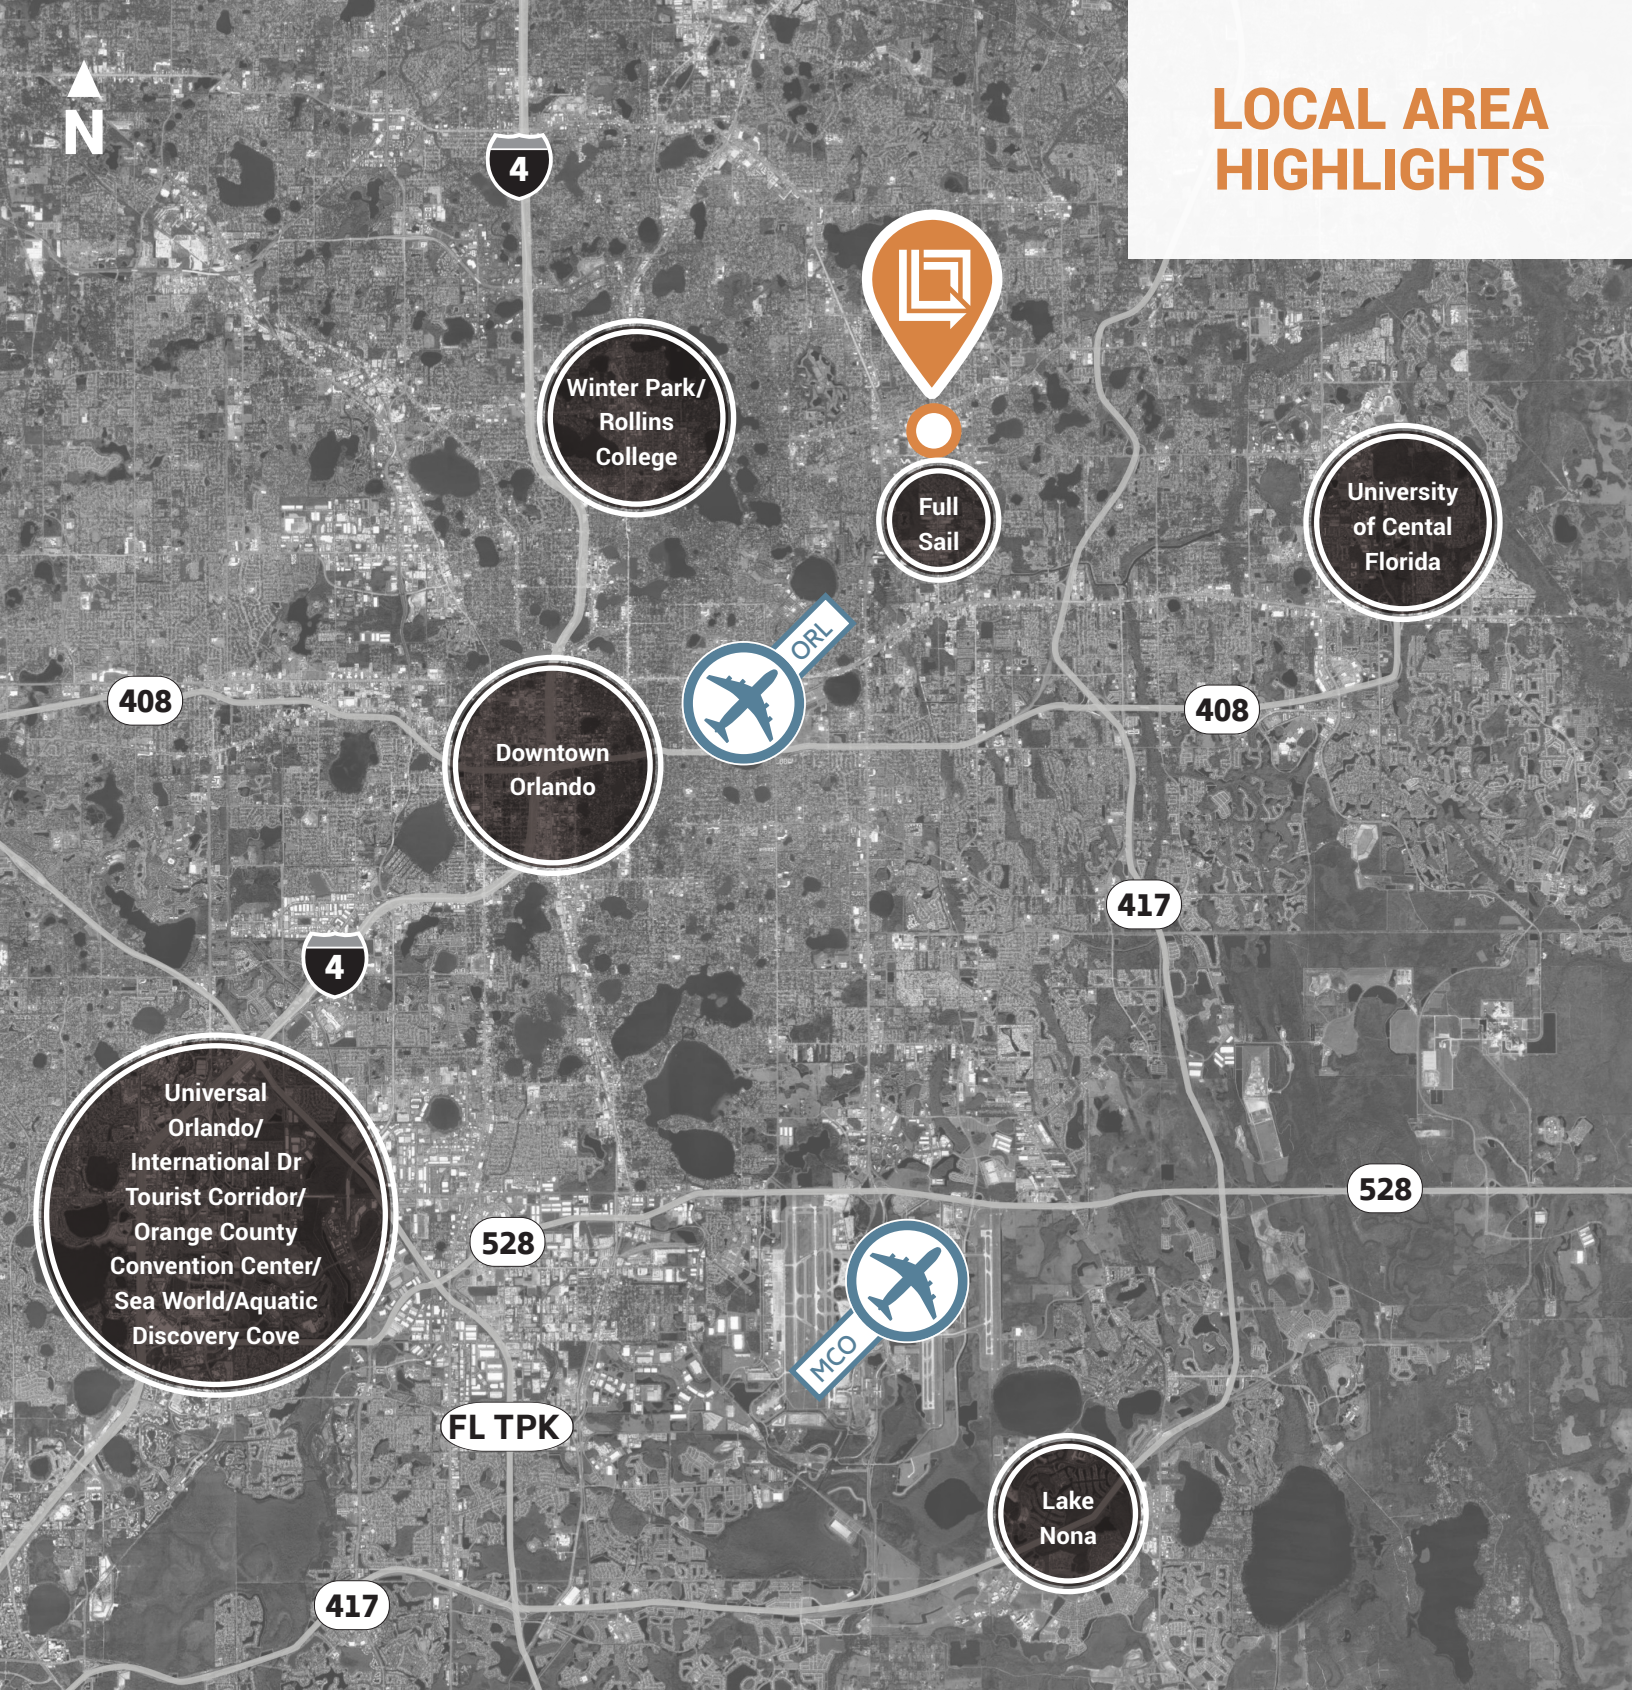 LOCAL AREA
HIGHLIGHTS
N
4
Winter Park/
Rollins
College
Full
Sail
University
of Cental
Florida
ORL
408
408
Downtown
Orlando
417
4
Universal
Orlando/
International Dr
Tourist Corridor/
Orange County
Convention Center/
Sea World/Aquatic
Discovery Cove
528
528
MCO
FL TPK
Lake
Nona
417